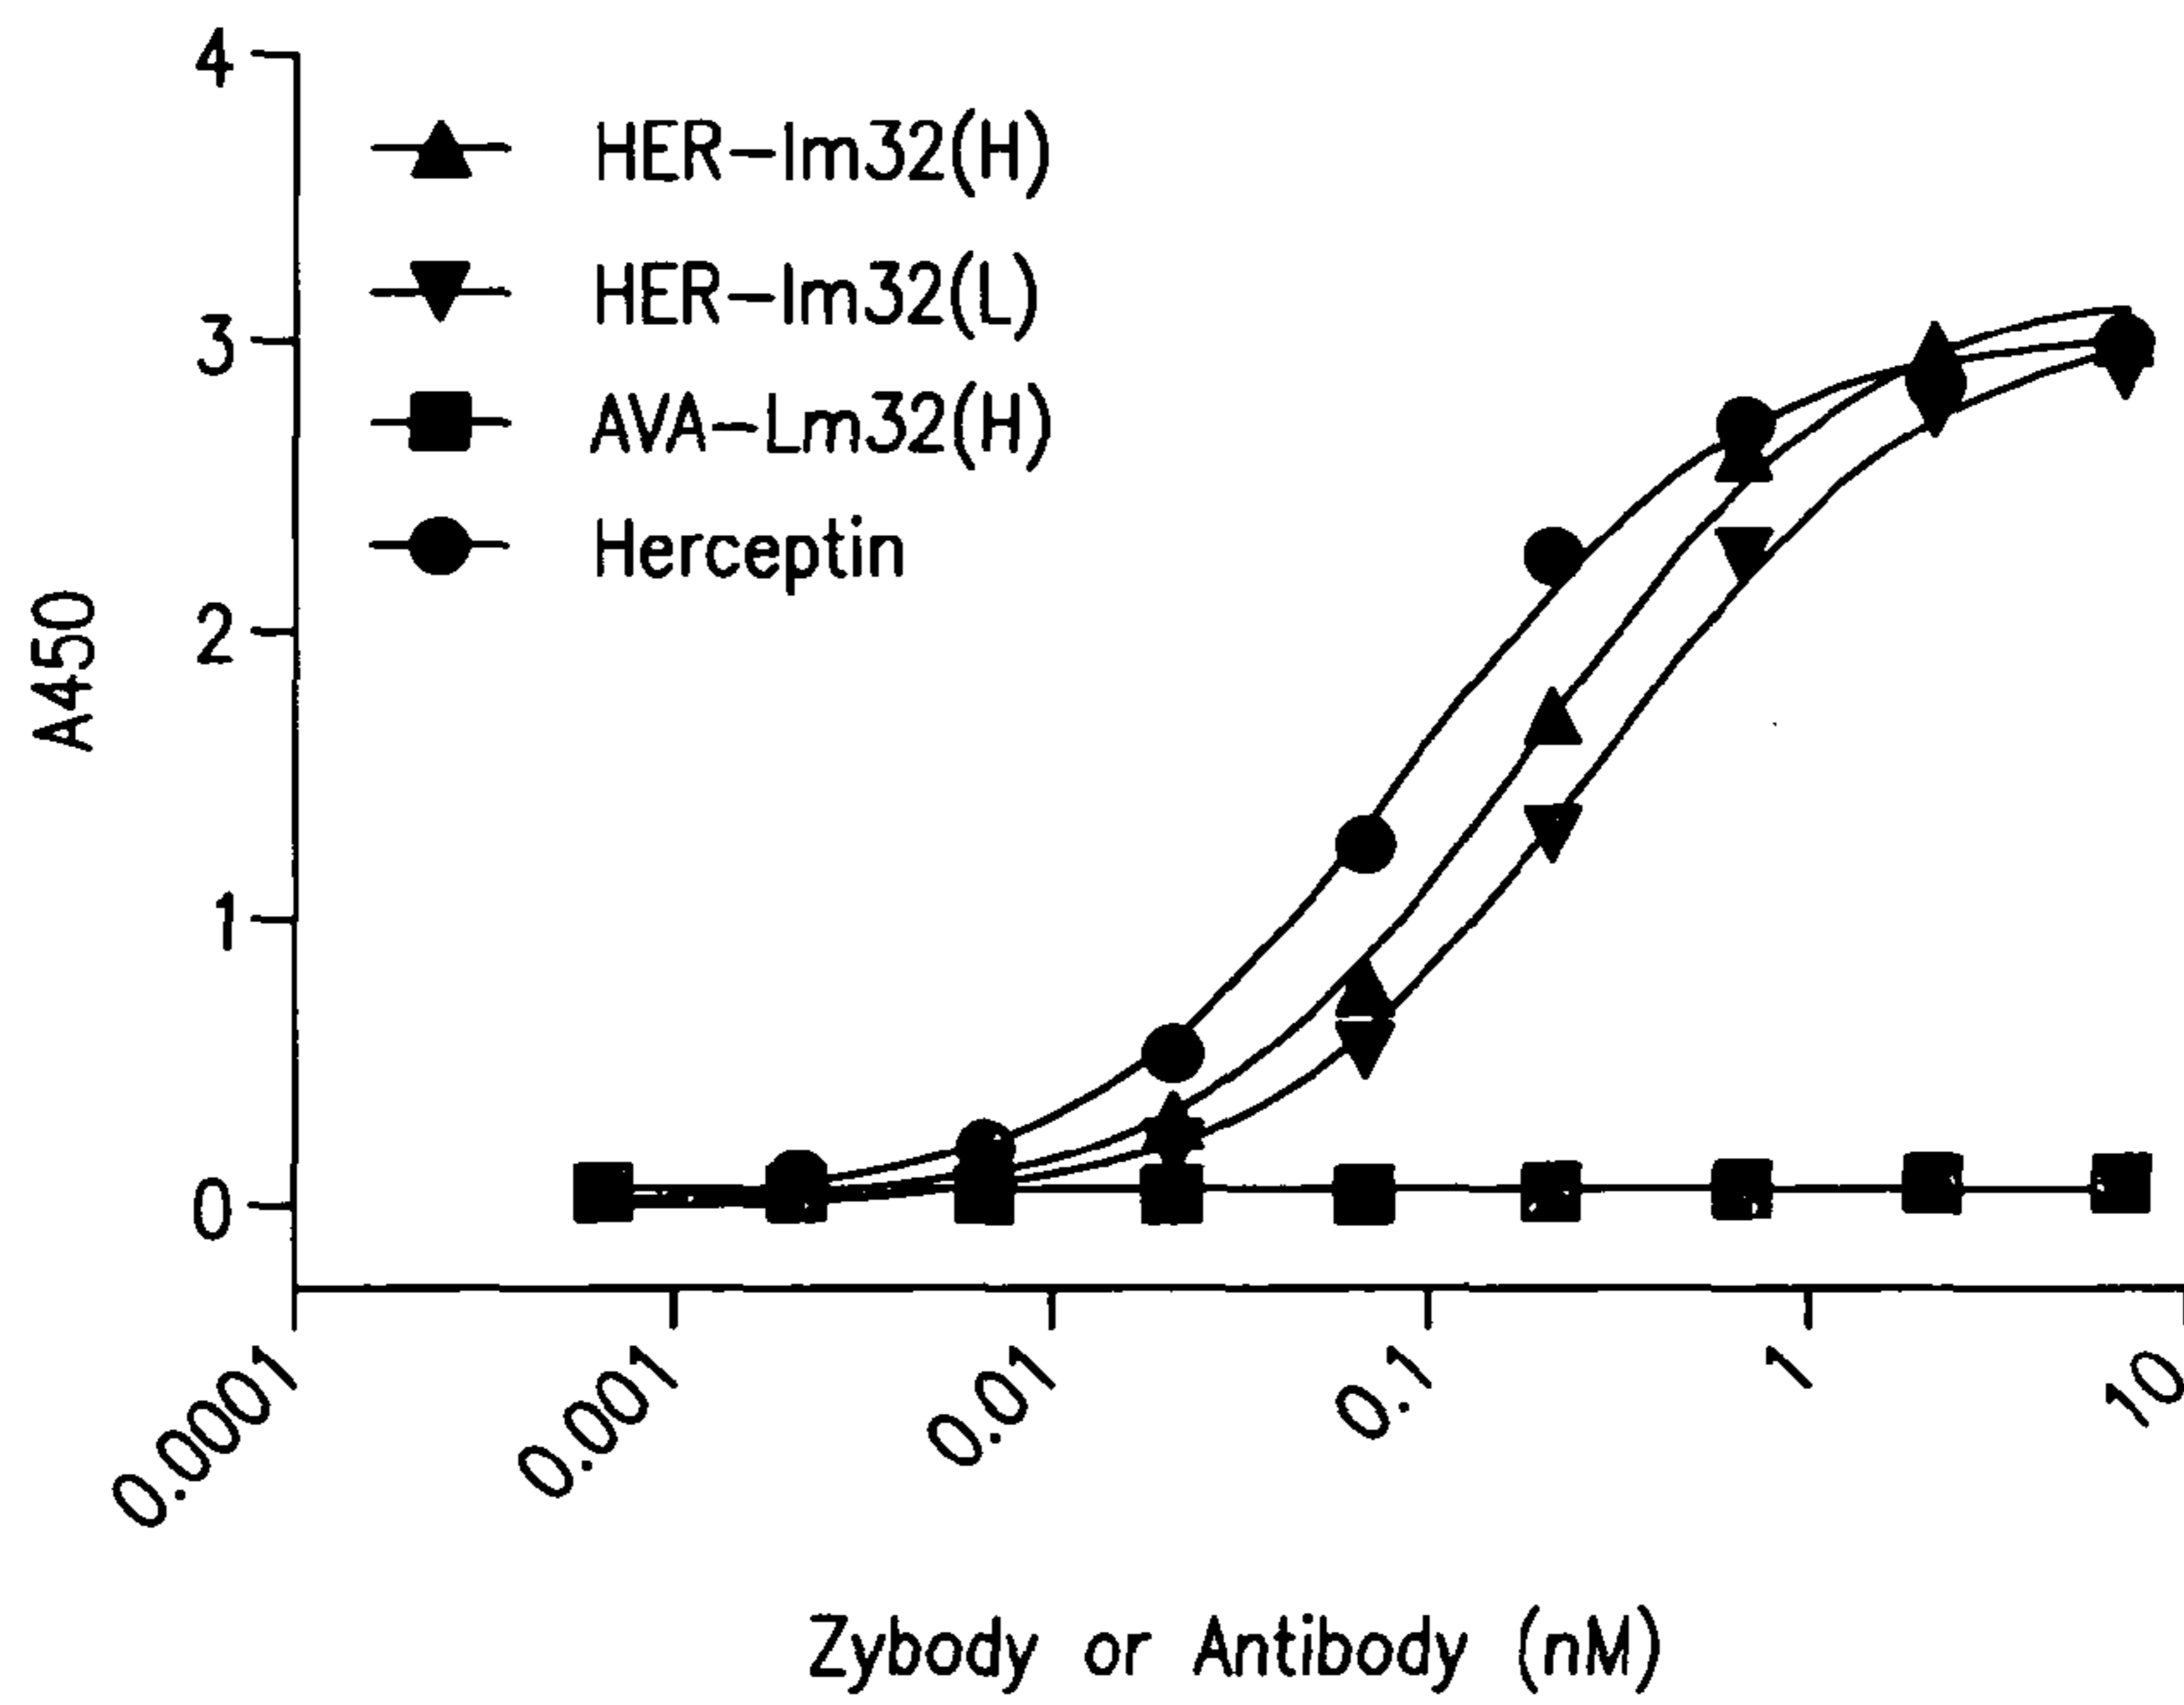 4
3
2
1
0
A450
HER-Im32(H)
HER-Im32(L)
AVA-Lm32(H)
Herceptin
0.0001
0.001
0.01
0.1
1
10
Zybody or Antibody (nM)